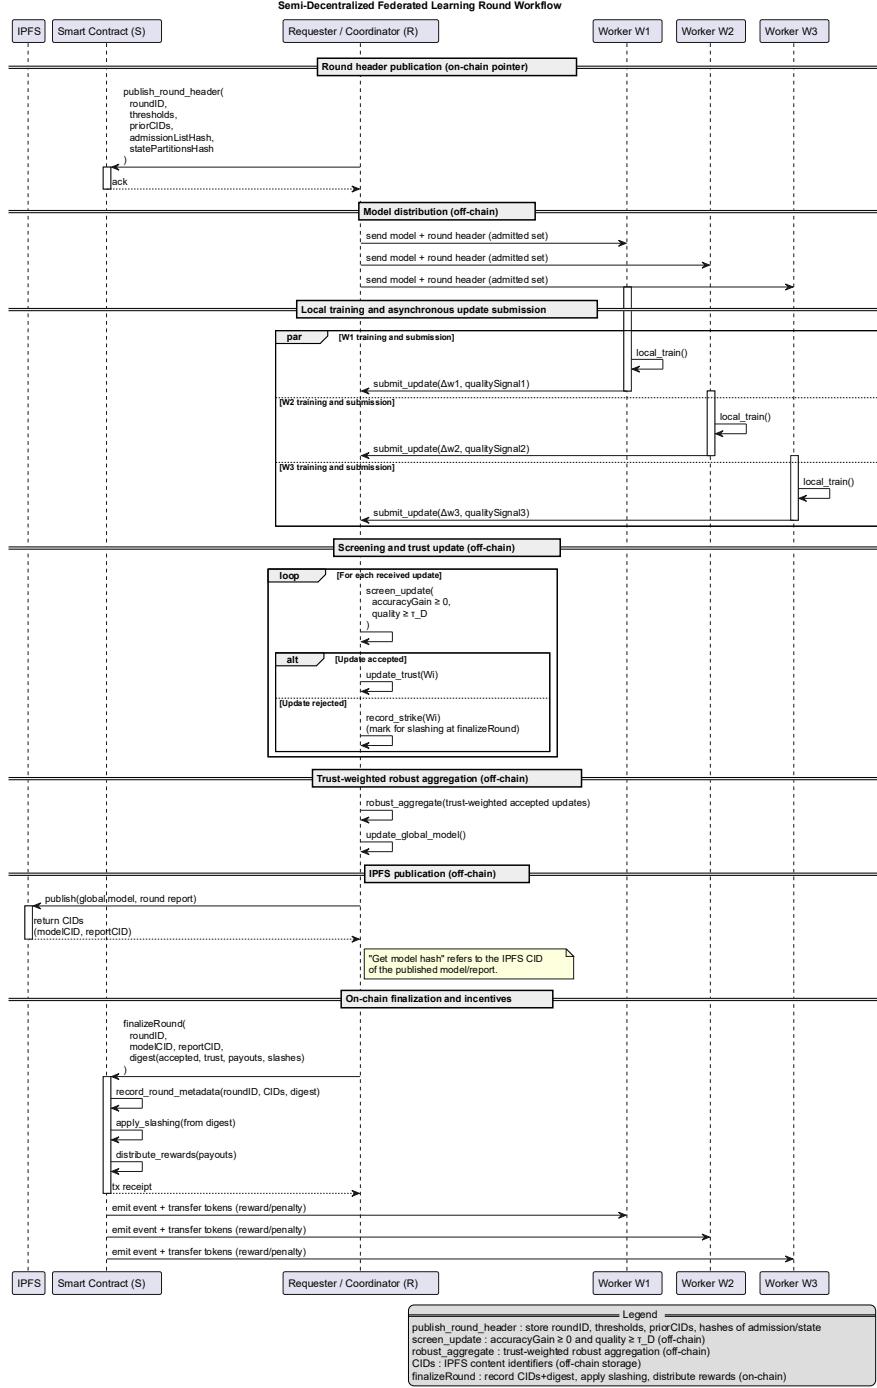 Semi-Decentralized Federated Learning Round Workflow
IPFS
Smart Contract (S)
Requester / Coordinator (R)
Worker W1
Worker W2
Worker W3
Round header publication (on-chain pointer)
publish_round_header(
roundID,
thresholds,
priorCIDs,
admissionListHash,
statePartitionsHash
)
ack
Model distribution (off-chain)
send model + round header (admitted set)
send model + round header (admitted set)
send model + round header (admitted set)
Local training and asynchronous update submission
par
[W1 training and submission]
local_train()
submit_update(Δw1, qualitySignal1)
[W2 training and submission]
local_train()
submit_update(Δw2, qualitySignal2)
[W3 training and submission]
local_train()
submit_update(Δw3, qualitySignal3)
Screening and trust update (off-chain)
loop
[For each received update]
screen_update(
accuracyGain ≥ 0,
quality ≥ τ_D
)
alt
[Update accepted]
update_trust(Wi)
[Update rejected]
record_strike(Wi)
(mark for slashing at finalizeRound)
Trust-weighted robust aggregation (off-chain)
robust_aggregate(trust-weighted accepted updates)
update_global_model()
IPFS publication (off-chain)
publish(global model, round report)
return CIDs
(modelCID, reportCID)
"Get model hash" refers to the IPFS CID
of the published model/report.
On-chain finalization and incentives
finalizeRound(
roundID,
modelCID, reportCID,
digest(accepted, trust, payouts, slashes)
)
record_round_metadata(roundID, CIDs, digest)
apply_slashing(from digest)
distribute_rewards(payouts)
tx receipt
emit event + transfer tokens (reward/penalty)
emit event + transfer tokens (reward/penalty)
emit event + transfer tokens (reward/penalty)
IPFS
Smart Contract (S)
Requester / Coordinator (R)
Worker W1
Worker W2
Worker W3
Legend
publish_round_header : store roundID, thresholds, priorCIDs, hashes of admission/state
screen_update : accuracyGain ≥ 0 and quality ≥ τ_D (off-chain)
robust_aggregate : trust-weighted robust aggregation (off-chain)
CIDs : IPFS content identifiers (off-chain storage)
finalizeRound : record CIDs+digest, apply slashing, distribute rewards (on-chain)